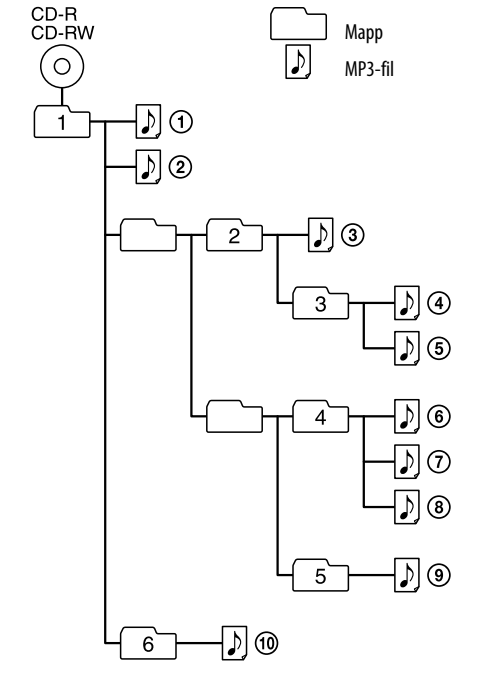 CD-R
CD-RW
Mapp
MP3-fil
1 ①
②
2 ③
3 ④
⑤
4 ⑥
⑦
⑧
5 ⑨
6 ⑩